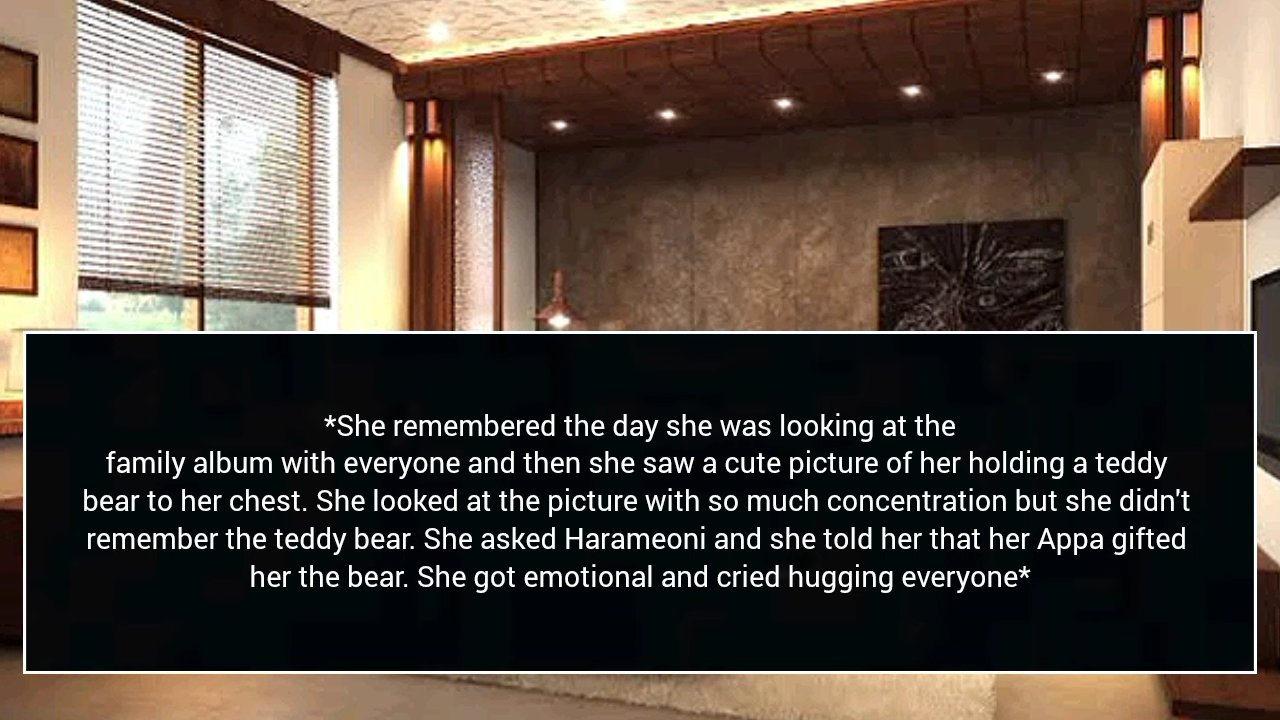 *She remembered the day she was looking at the
family album with everyone and then she saw a cute picture of her holding a teddy
bear to her chest. She looked at the picture with so much concentration but she didn't
remember the teddy bear. She asked Harameoni and she told her that her Appa gifted
her the bear. She got emotional and cried hugging everyone*